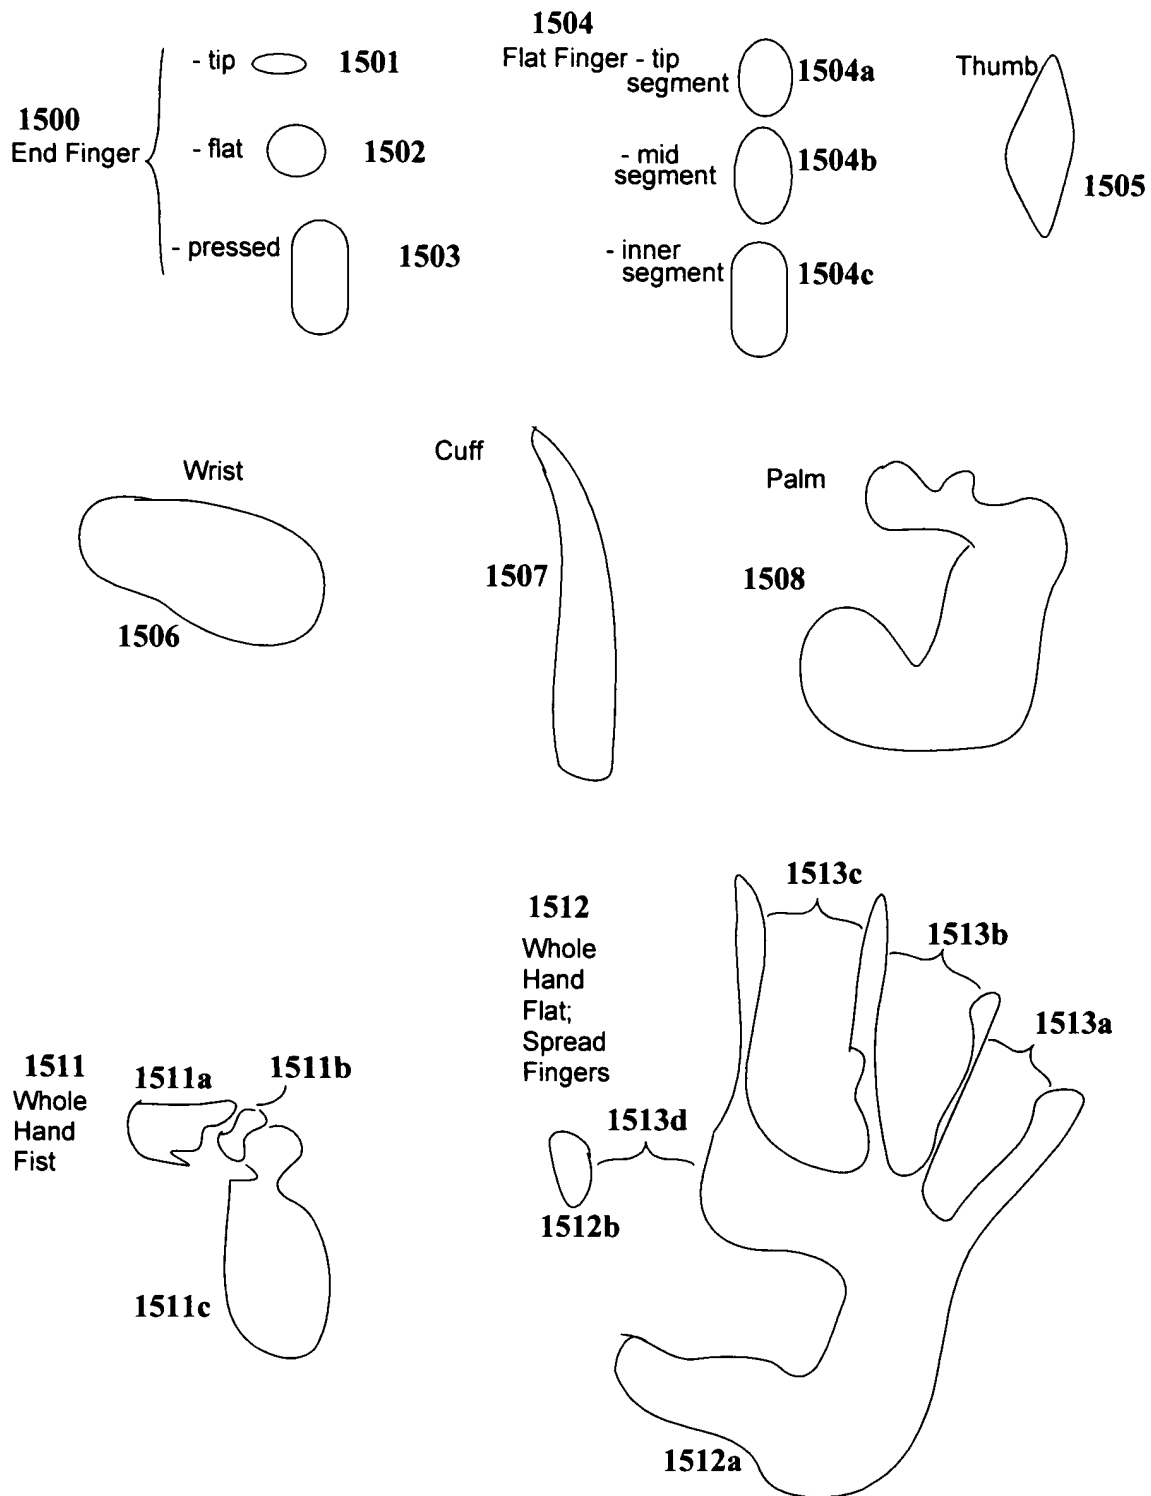 1500
End Finger
- tip 1501
- flat 1502
- pressed 1503
1504
Flat Finger - tip
segment 1504a
- mid
segment 1504b
- inner
segment 1504c
Thumb
1505
Wrist
1506
Cuff
1507
Palm
1508
1511
Whole
Hand
Fist
1511a
1511b
1511c
1512
Whole
Hand
Flat;
Spread
Fingers
1513c
1513b
1513a
1513d
1512b
1512a